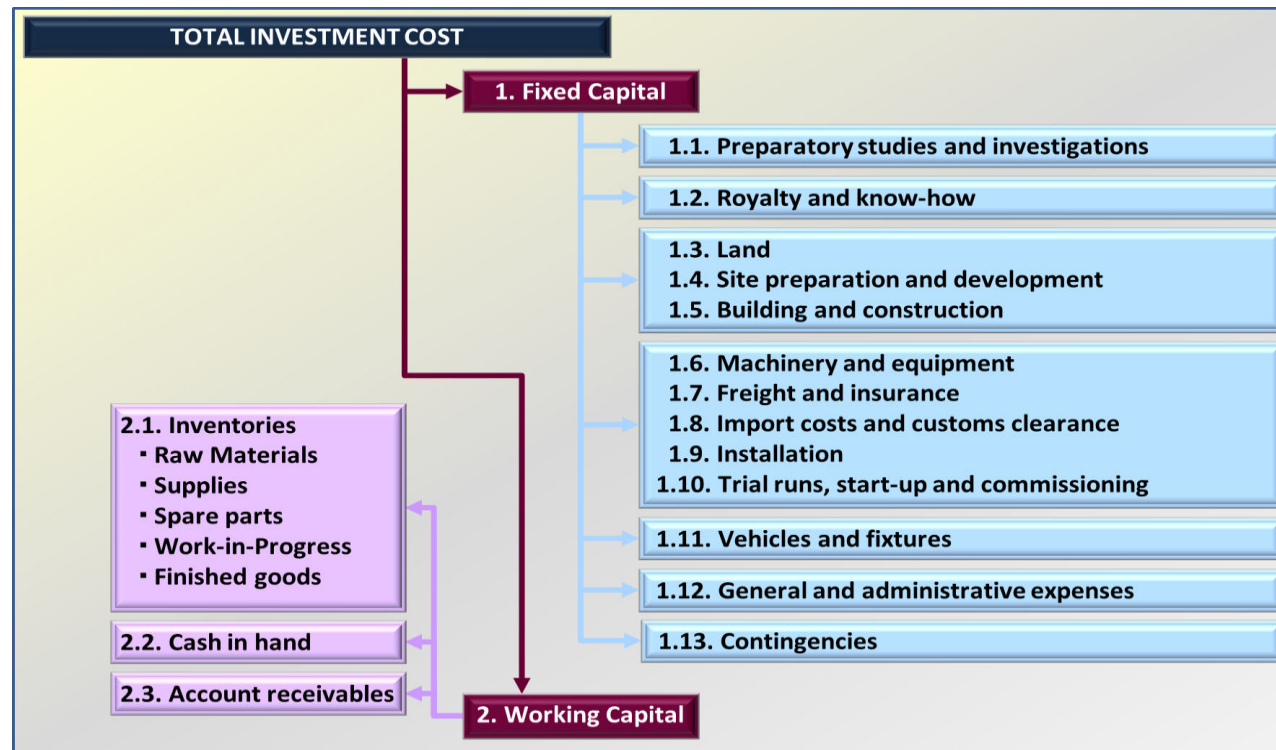 TOTAL INVESTMENT COST
1. Fixed Capital
1.1. Preparatory studies and investigations
1.2. Royalty and know-how
1.3. Land
1.4. Site preparation and development
1.5. Building and construction
1.6. Machinery and equipment
1.7. Freight and insurance
1.8. Import costs and customs clearance
1.9. Installation
1.10. Trial runs, start-up and commissioning
1.11. Vehicles and fixtures
1.12. General and administrative expenses
1.13. Contingencies
2.1. Inventories
▪ Raw Materials
▪ Supplies
▪ Spare parts
▪ Work-in-Progress
▪ Finished goods
2.2. Cash in hand
2.3. Account receivables
2. Working Capital